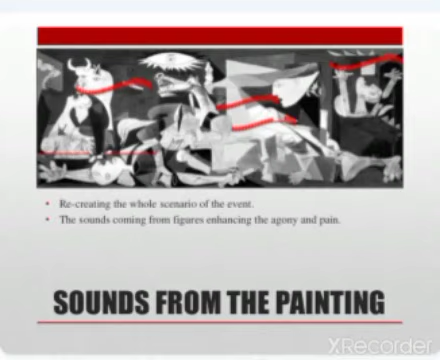 • Re-creating the whole scenario of the event.
• The sounds coming from figures enhancing the agony and pain.
SOUNDS FROM THE PAINTING
XRecorder